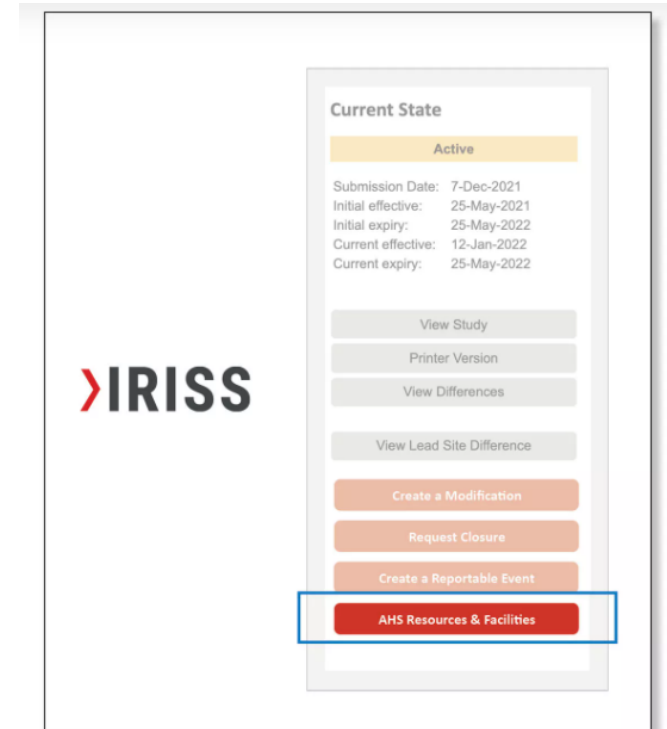 Current State
Active
Submission Date: 7-Dec-2021
Initial effective: 25-May-2021
Initial expiry: 25-May-2022
Current effective: 12-Jan-2022
Current expiry: 25-May-2022
View Study
Printer Version
View Differences
IRISS
View Lead Site Difference
Create a Modification
Request Closure
Create a Reportable Event
AHS Resources & Facilities